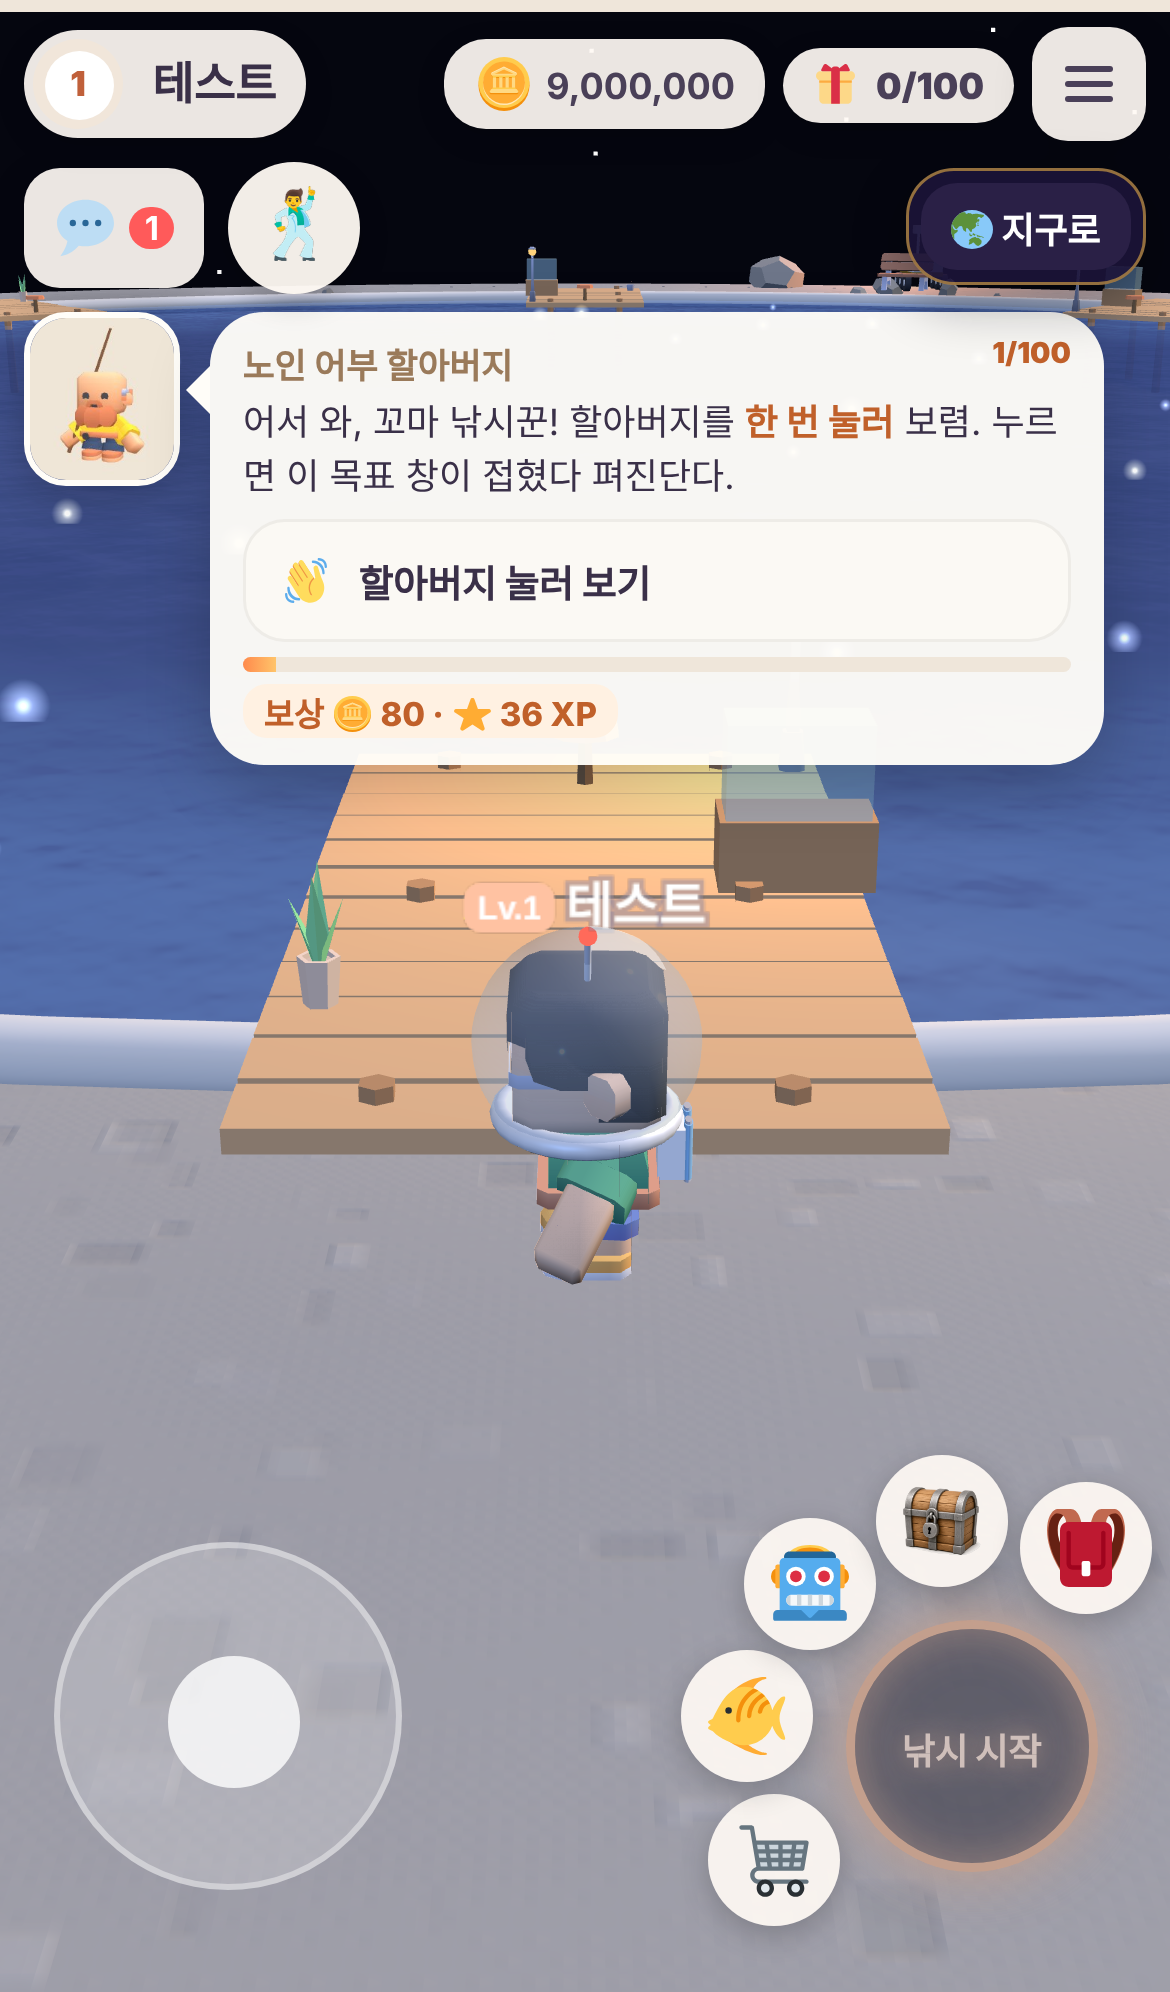 1 테스트
9,000,000
0/100
1
지구로
노인 어부 할아버지
1/100
어서 와, 꼬마 낚시꾼! 할아버지를 한 번 눌러 보렴. 누르
면 이 목표 창이 접혔다 펴진단다.
할아버지 눌러 보기
보상 80 · 36 XP
Lv.1 테스트
낚시 시작